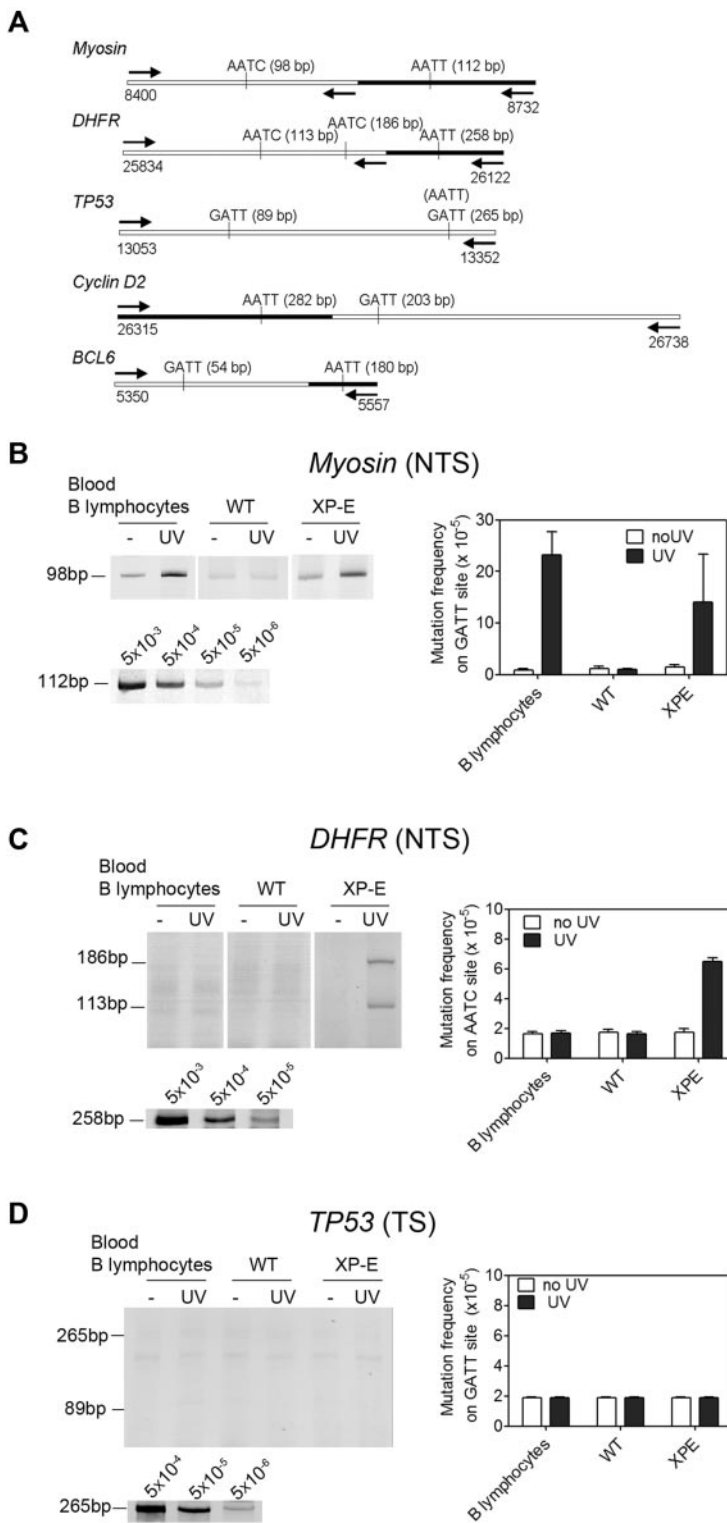 A
Myosin
AATC (98 bp) AATT (112 bp)
8400 8732
DHFR
AATC (186 bp)
AATC (113 bp) AATT (258 bp)
25834 26122
TP53
(AATT)
GATT (89 bp) GATT (265 bp)
13053 13352
Cyclin D2
AATT (282 bp) GATT (203 bp)
26315 26738
BCL6
GATT (54 bp) AATT (180 bp)
5350 5557
B
Myosin (NTS)
Blood
B lymphocytes WT XP-E
- UV - UV - UV
98bp
5x10-3 5x10-4 5x10-5 5x10-6
112bp
Mutation frequency
on GATT site (x 10-5)
30
20
10
0
noUV
UV
B lymphocytes WT XPE
C
DHFR (NTS)
Blood
B lymphocytes WT XP-E
- UV - UV - UV
186bp
113bp
5x10-3 5x10-4 5x10-5
258bp
Mutation frequency
on AATC site (x 10-5)
10
8
6
4
2
0
no UV
UV
B lymphocytes WT XPE
D
TP53 (TS)
Blood
B lymphocytes WT XP-E
- UV - UV - UV
265bp
89bp
5x10-4 5x10-5 5x10-6
265bp
Mutation frequency
on GATT site (x10-5)
10
8
6
4
2
0
no UV
UV
B lymphocytes WT XPE